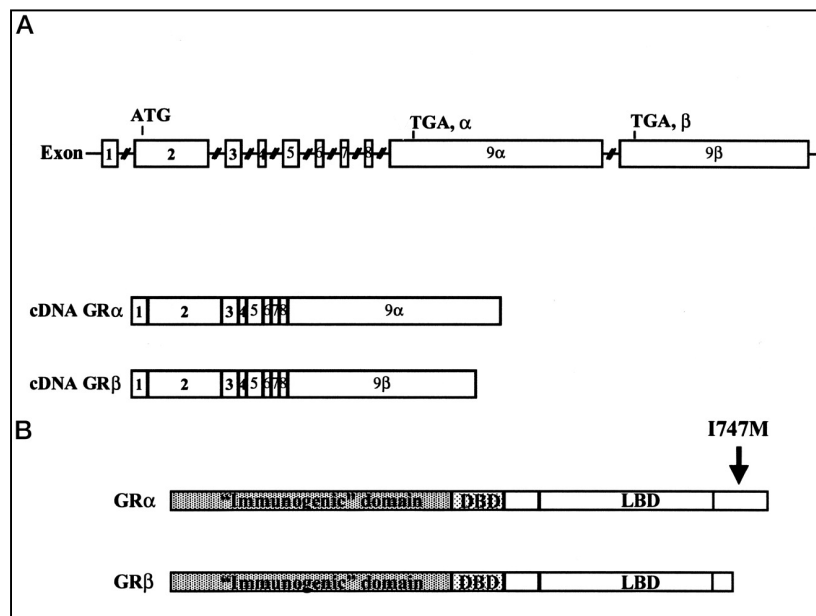 A
ATG
TGA, α
TGA, β
Exon 1 2 3 4 5 6 7 8 9α 9β
cDNA GRα 1 2 3 4 5 6 7 8 9α
cDNA GRβ 1 2 3 4 5 6 7 8 9β
B
I747M
GRα "Immunogenic" domain DBD LBD
GRβ "Immunogenic" domain DBD LBD